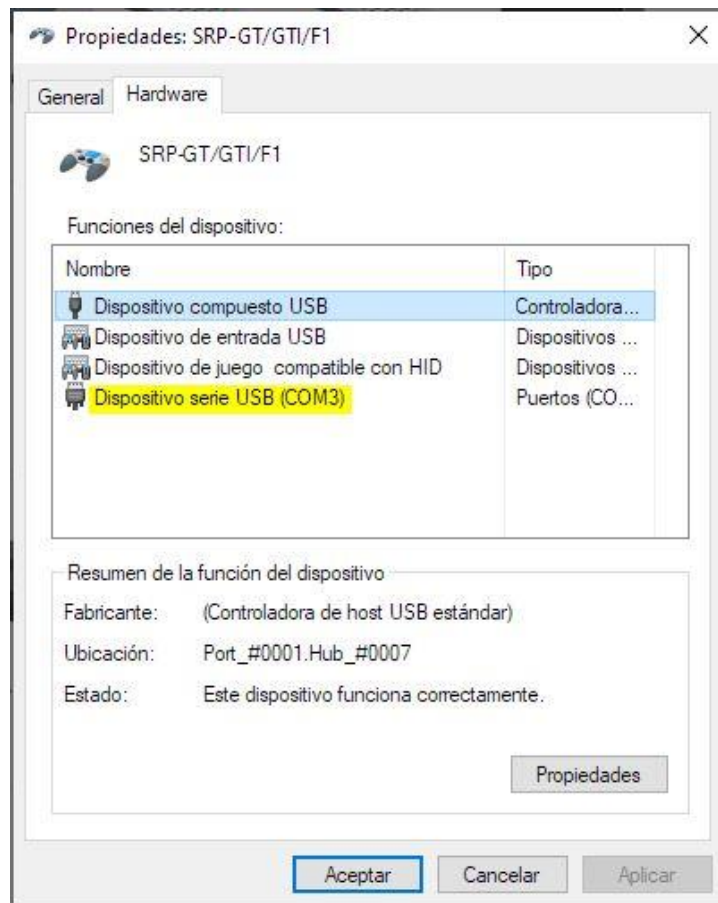 Propiedades: SRP-GT/GTI/F1
General Hardware
SRP-GT/GTI/F1
Funciones del dispositivo:
Nombre Tipo
Dispositivo compuesto USB Controladora...
Dispositivo de entrada USB Dispositivos ...
Dispositivo de juego  compatible con HID Dispositivos ...
Dispositivo serie USB (COM3) Puertos (CO...
Resumen de la función del dispositivo
Fabricante: (Controladora de host USB estándar)
Ubicación: Port_#0001.Hub_#0007
Estado: Este dispositivo funciona correctamente.
Propiedades
Aceptar Cancelar Aplicar